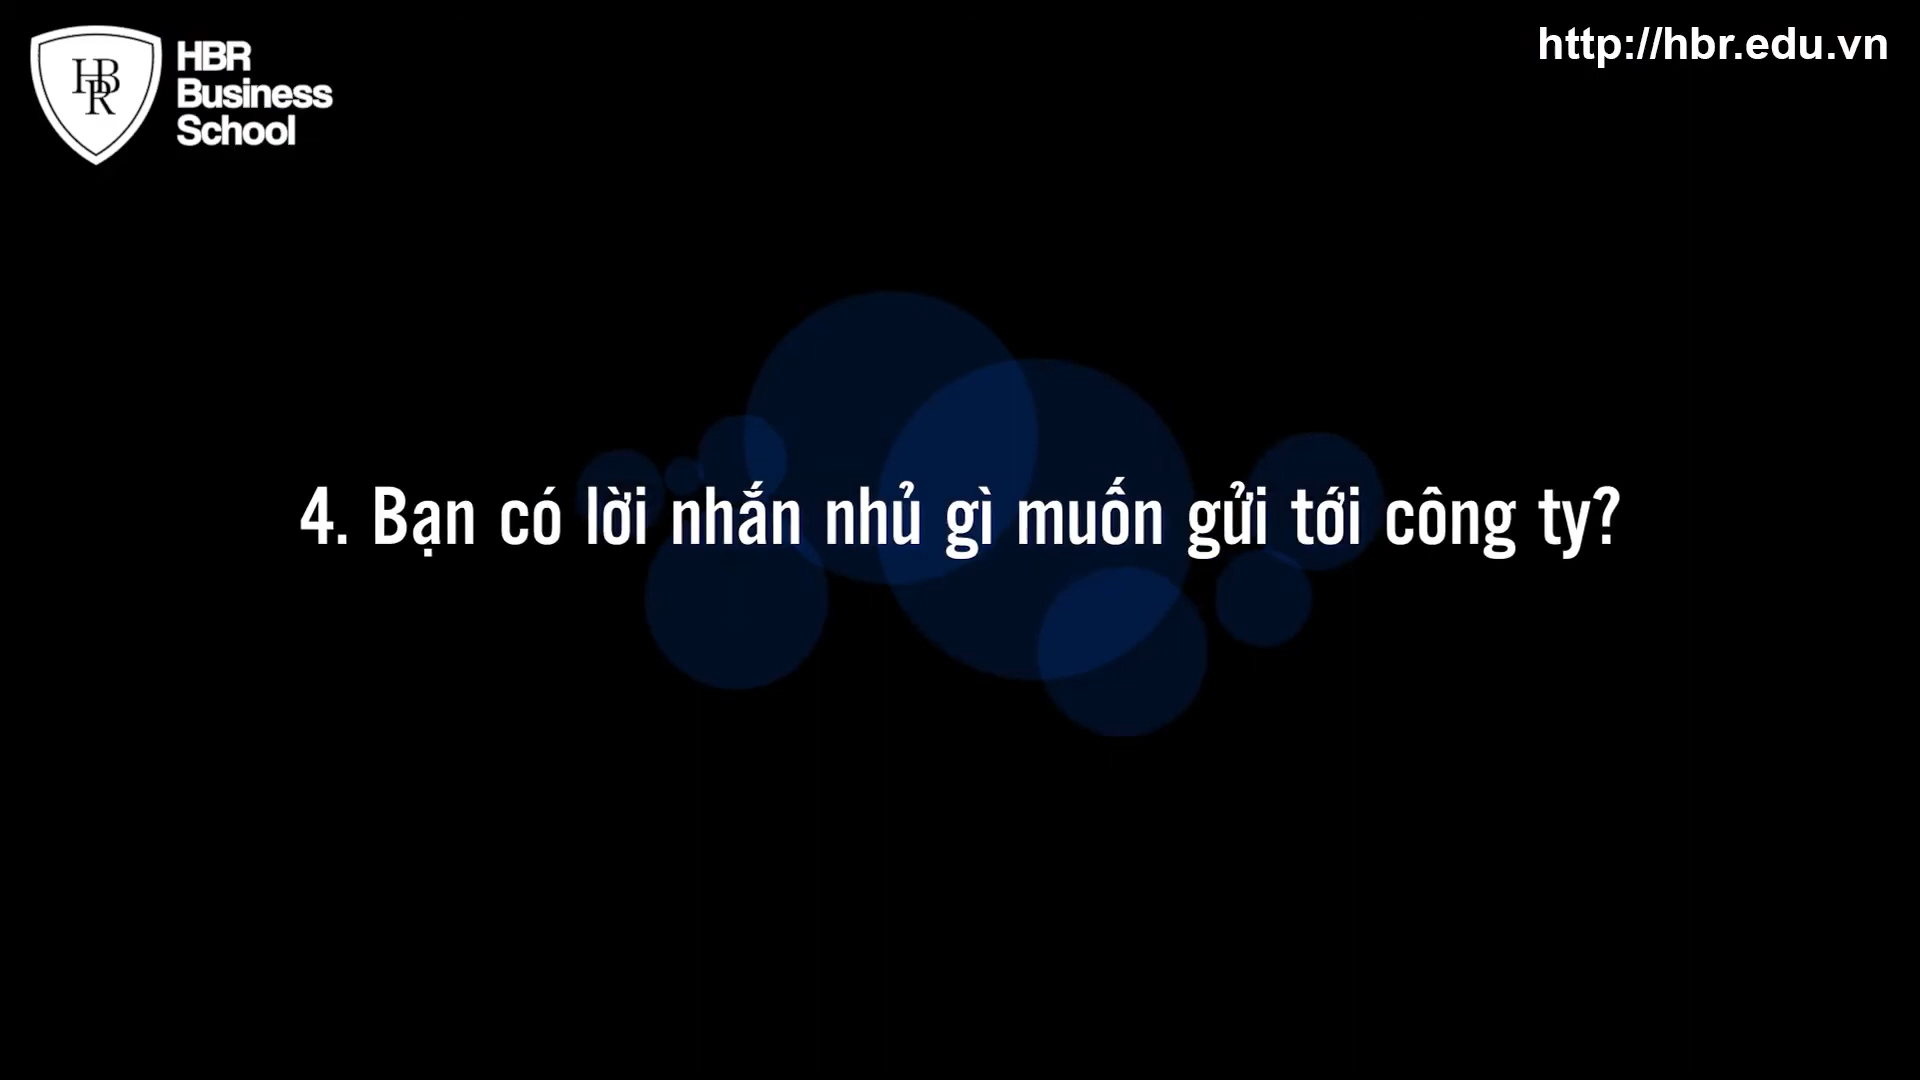 HBR
Business
School
HBR
http://hbr.edu.vn
4. Bạn có lời nhắn nhủ gì muốn gửi tới công ty?